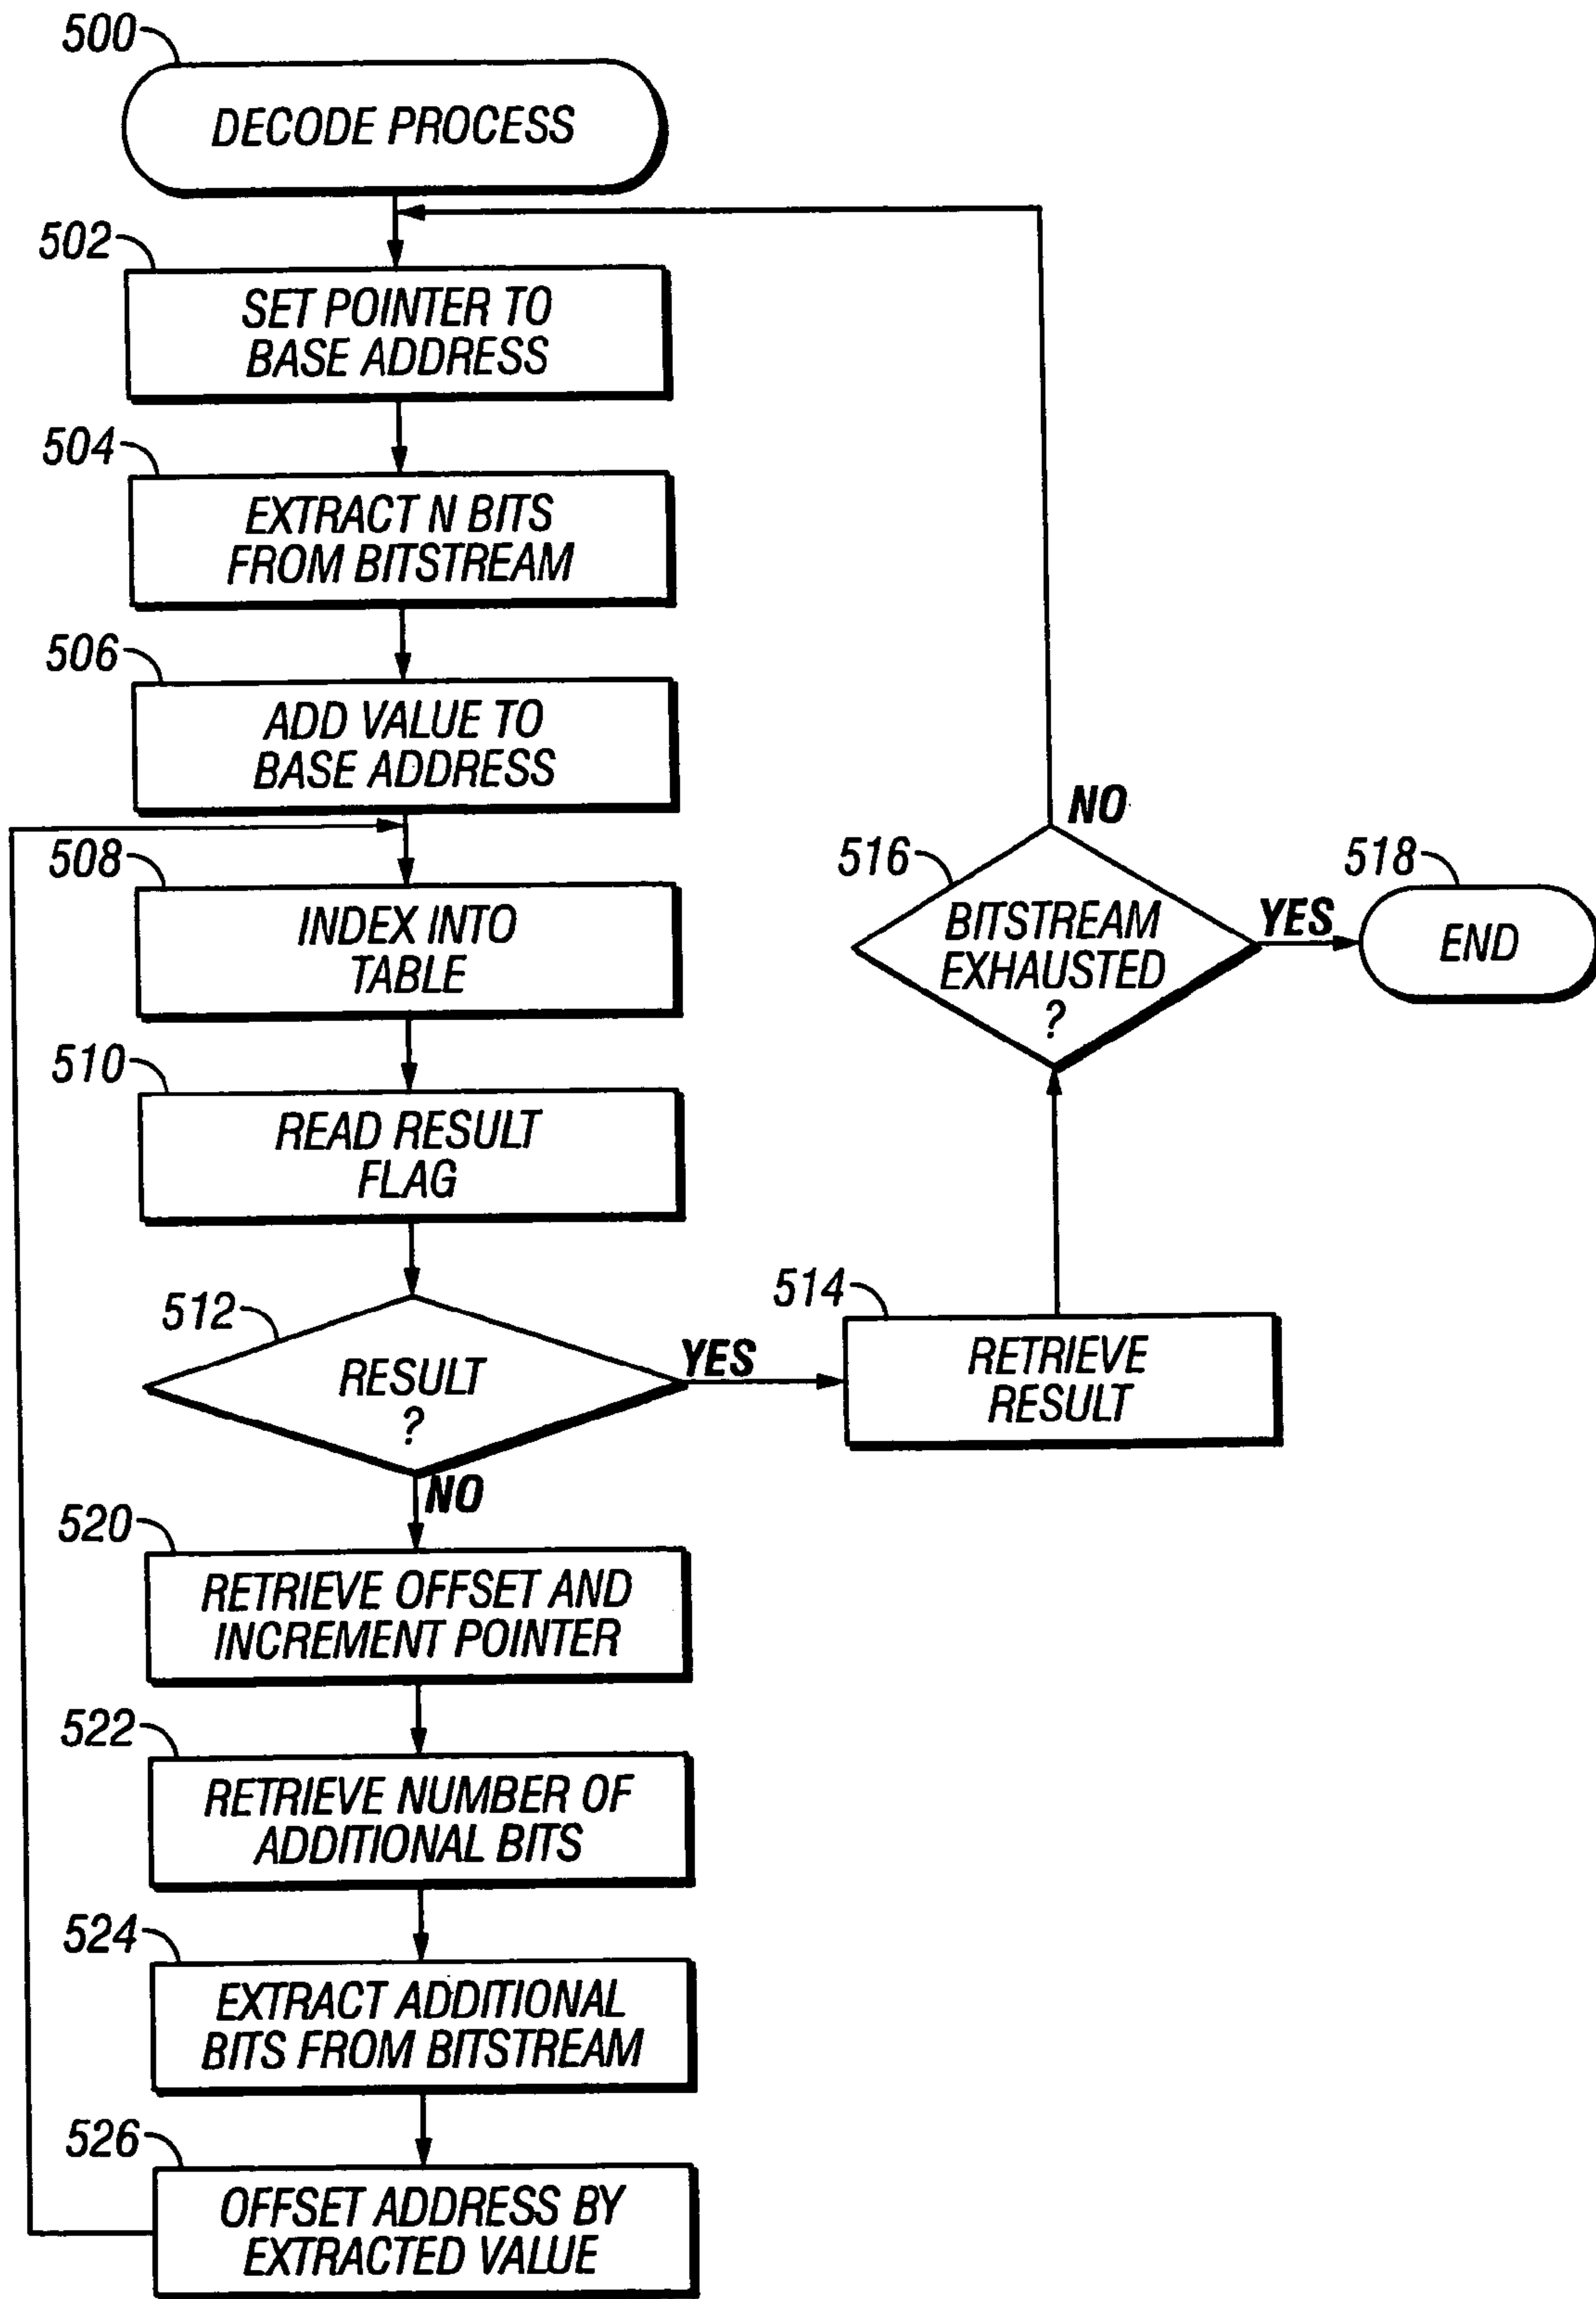 500
DECODE PROCESS
502
SET POINTER TO
BASE ADDRESS
504
EXTRACT N BITS
FROM BITSTREAM
506
ADD VALUE TO
BASE ADDRESS
508
INDEX INTO
TABLE
510
READ RESULT
FLAG
512
RESULT
?
YES
NO
514
RETRIEVE
RESULT
516
BITSTREAM
EXHAUSTED
?
NO
YES
518
END
520
RETRIEVE OFFSET AND
INCREMENT POINTER
522
RETRIEVE NUMBER OF
ADDITIONAL BITS
524
EXTRACT ADDITIONAL
BITS FROM BITSTREAM
526
OFFSET ADDRESS BY
EXTRACTED VALUE